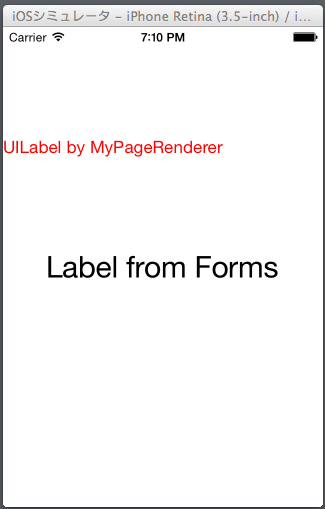 iOSシミュレータ – iPhone Retina (3.5-inch) / i...
Carrier 7:10 PM
UILabel by MyPageRenderer
Label from Forms